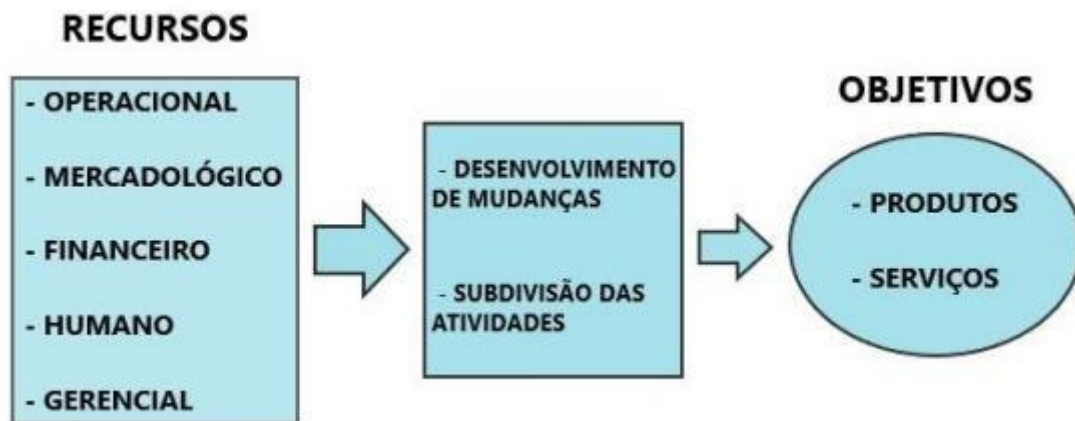 RECURSOS
- OPERACIONAL
- MERCADOLÓGICO
- FINANCEIRO
- HUMANO
- GERENCIAL
- DESENVOLVIMENTO
DE MUDANÇAS
- SUBDIVISÃO DAS
ATIVIDADES
OBJETIVOS
- PRODUTOS
- SERVIÇOS